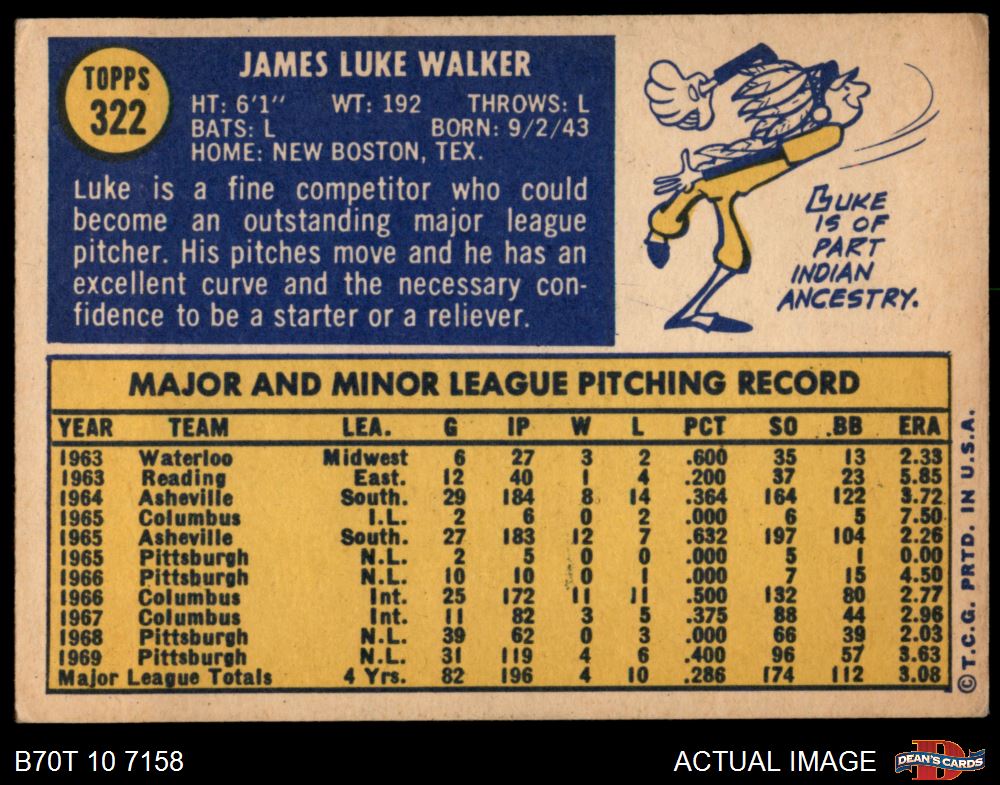 TOPPS
322
JAMES LUKE WALKER
HT: 6'1" WT: 192 THROWS: L
BATS: L BORN: 9/2/43
HOME: NEW BOSTON, TEX.
Luke is a fine competitor who could
become an outstanding major league
pitcher. His pitches move and he has an
excellent curve and the necessary con-
fidence to be a starter or a reliever.
LUKE
IS OF
PART
INDIAN
ANCESTRY.
MAJOR AND MINOR LEAGUE PITCHING RECORD
YEAR TEAM LEA. G IP W L PCT SO BB ERA
1963 Waterloo Midwest 6 27 3 2 .600 35 13 2.33
1963 Reading East. 12 40 1 4 .200 37 23 5.85
1964 Asheville South. 29 184 8 14 .364 164 122 3.72
1965 Columbus I.L. 2 6 0 2 .000 6 5 7.50
1965 Asheville South. 27 183 12 7 .632 197 104 2.26
1965 Pittsburgh N.L. 2 5 0 0 .000 5 1 0.00
1966 Pittsburgh N.L. 10 10 0 1 .000 7 15 4.50
1966 Columbus Int. 25 172 11 11 .500 132 80 2.77
1967 Columbus Int. 11 82 3 5 .375 88 44 2.96
1968 Pittsburgh N.L. 39 62 0 3 .000 66 39 2.03
1969 Pittsburgh N.L. 31 119 4 6 .400 96 57 3.63
Major League Totals 4 Yrs. 82 196 4 10 .286 174 112 3.08
© T.C.G. PRTD. IN U.S.A.
B70T 10 7158
ACTUAL IMAGE
DEAN'S CARDS